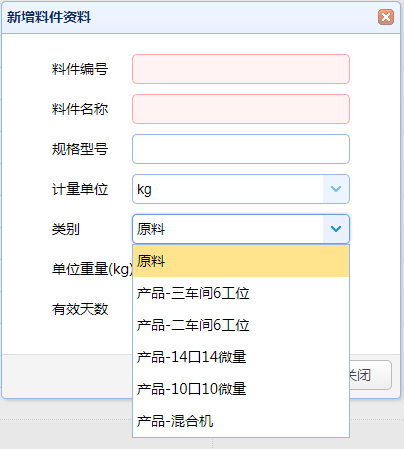 新增料件资料
料件编号
料件名称
规格型号
计量单位 kg
类别 原料
单位重量(kg) 原料
产品-三车间6工位
有效天数
产品-二车间6工位
产品-14口14微量
关闭
产品-10口10微量
产品-混合机